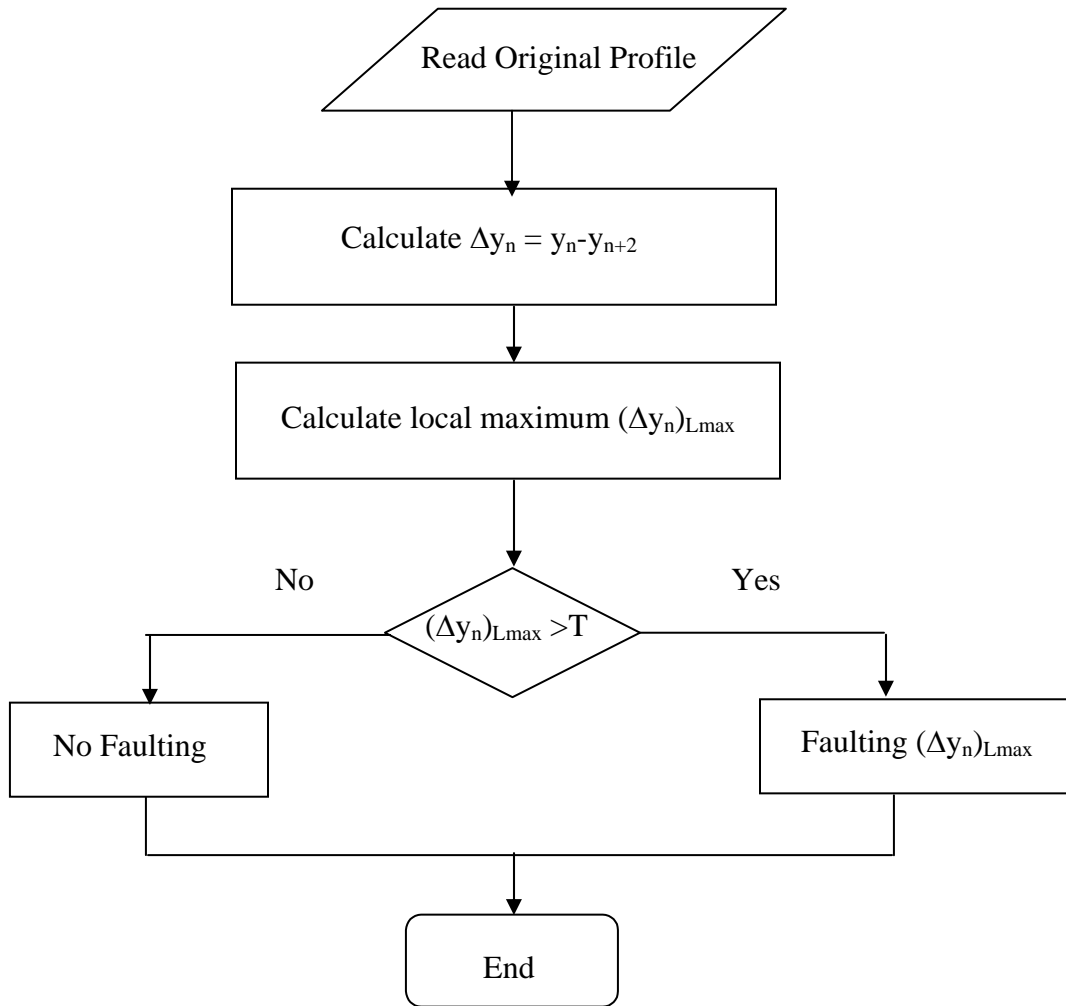 Read Original Profile
Calculate Δyₙ = yₙ-yₙ₊₂
Calculate local maximum (Δyₙ)Lmax
No
Yes
(Δyₙ)Lmax >T
No Faulting
Faulting (Δyₙ)Lmax
End